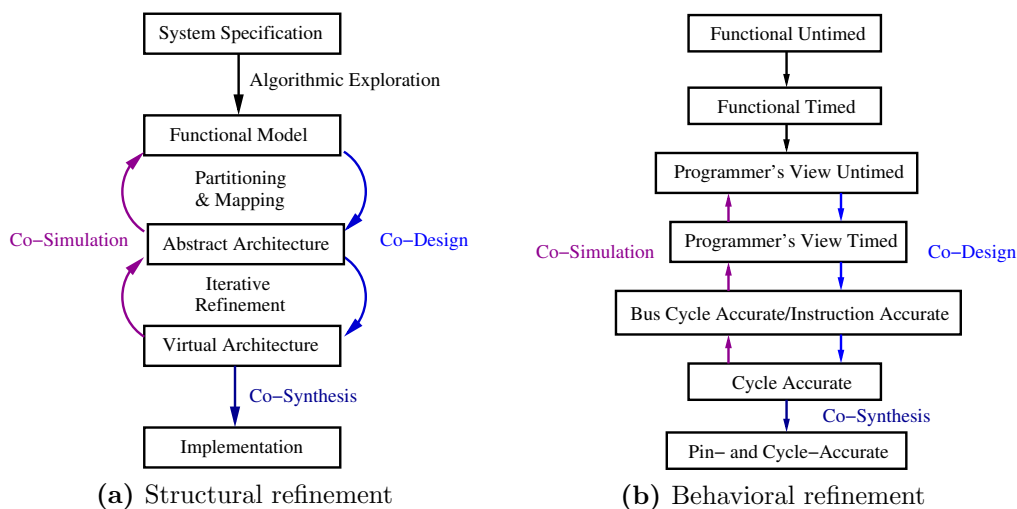 System Specification
Algorithmic Exploration
Functional Model
Partitioning
& Mapping
Co−Simulation
Abstract Architecture
Co−Design
Iterative
Refinement
Virtual Architecture
Co−Synthesis
Implementation
(a) Structural refinement
Functional Untimed
Functional Timed
Programmer's View Untimed
Programmer's View Timed
Co−Simulation
Co−Design
Bus Cycle Accurate/Instruction Accurate
Cycle Accurate
Co−Synthesis
Pin− and Cycle−Accurate
(b) Behavioral refinement